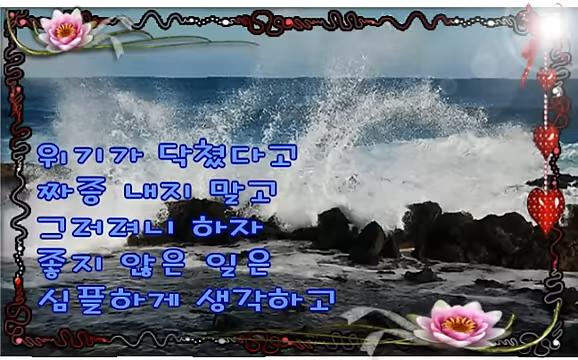 위기가 닥쳤다고
짜증 내지 말고
그러려니 하자
좋지 않은 일은
심플하게 생각하고